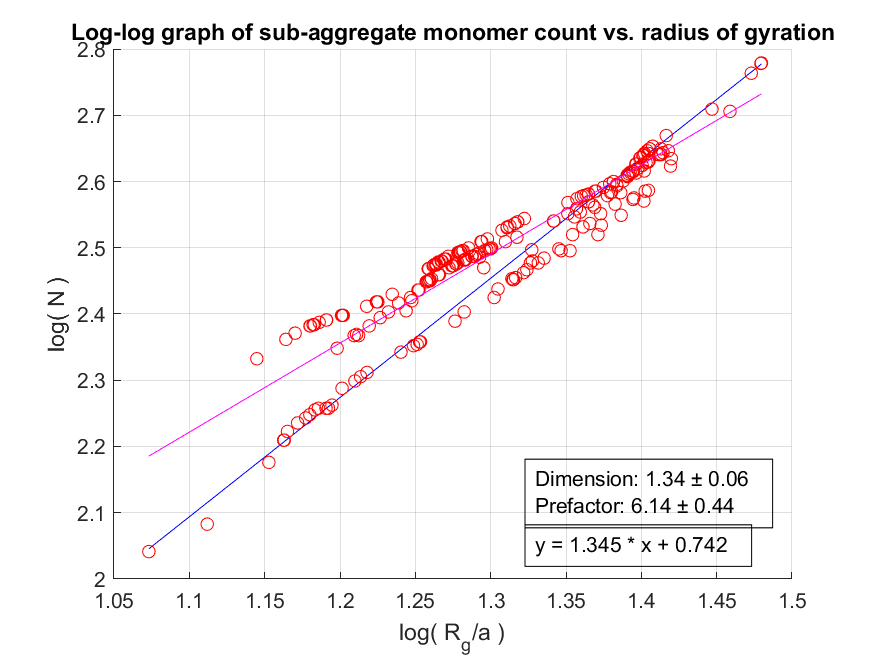 Log-log graph of sub-aggregate monomer count vs. radius of gyration
2.8
2.7
2.6
2.5
2.4
2.3
2.2
2.1
2
log( N )
Dimension: 1.34 ± 0.06
Prefactor: 6.14 ± 0.44
y = 1.345 * x + 0.742
1.05 1.1 1.15 1.2 1.25 1.3 1.35 1.4 1.45 1.5
log( R_g/a )